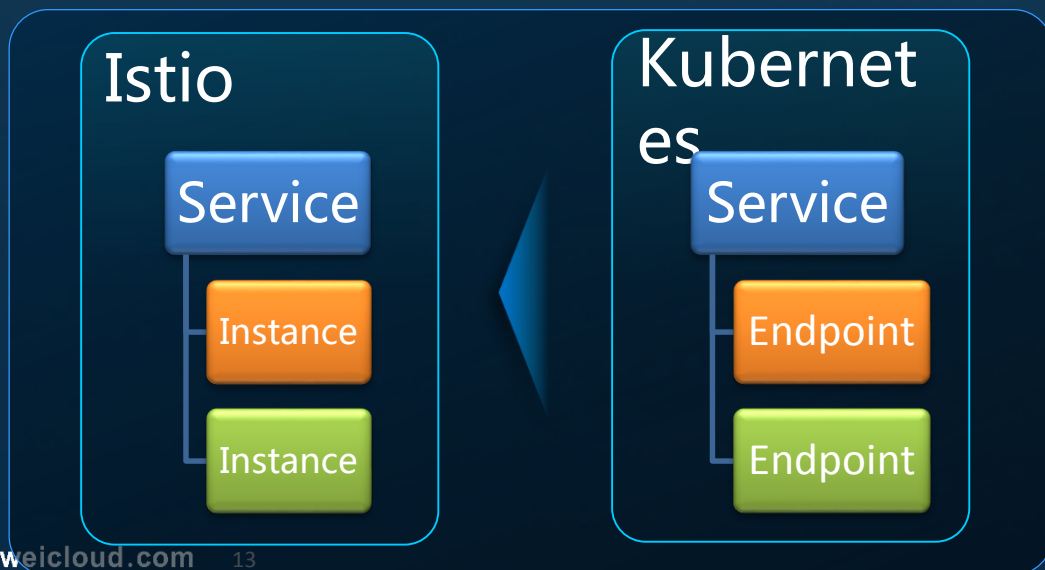 Istio
Service
Instance
Instance
Kubernet
es
Service
Endpoint
Endpoint
weicloud.com 13